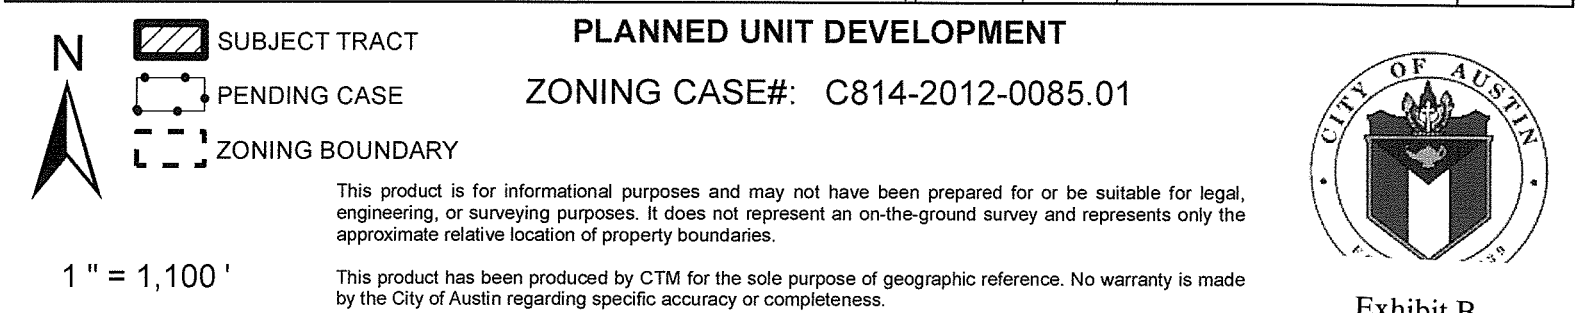 N
SUBJECT TRACT
PENDING CASE
ZONING BOUNDARY
1 " = 1,100 '
PLANNED UNIT DEVELOPMENT
ZONING CASE#: C814-2012-0085.01
This product is for informational purposes and may not have been prepared for or be suitable for legal,
engineering, or surveying purposes. It does not represent an on-the-ground survey and represents only the
approximate relative location of property boundaries.
This product has been produced by CTM for the sole purpose of geographic reference. No warranty is made
by the City of Austin regarding specific accuracy or completeness.
CITY OF AUSTIN
Exhibit B